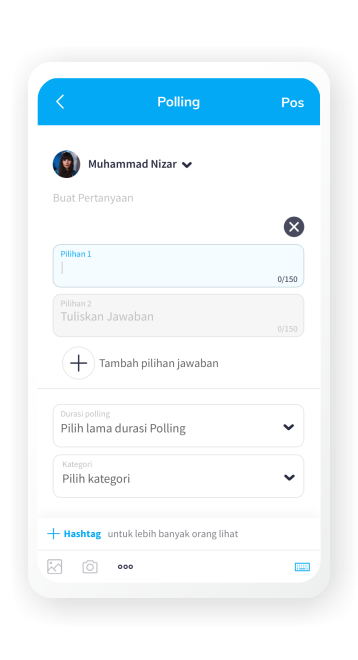 Polling
Pos
Muhammad Nizar
Buat Pertanyaan
Pilihan 1
0/150
Pilihan 2
Tuliskan Jawaban
0/150
Tambah pilihan jawaban
Durasi polling
Pilih lama durasi Polling
Kategori
Pilih kategori
Hashtag untuk lebih banyak orang lihat